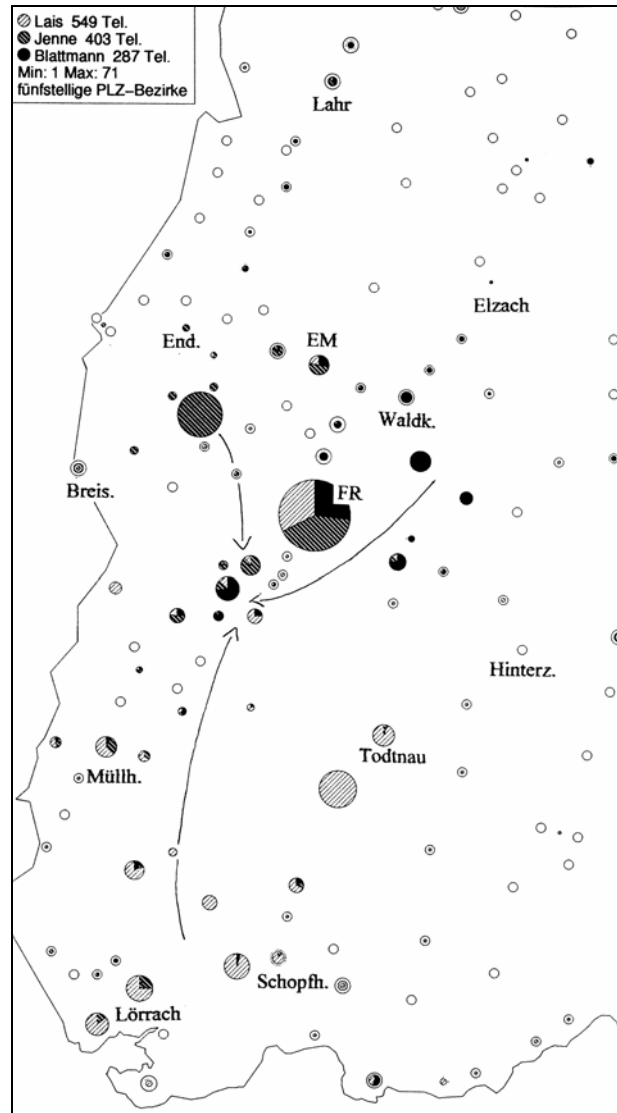 Lais 549 Tel.
Jenne 403 Tel.
Blattmann 287 Tel.
Min: 1 Max: 71
fünfstellige PLZ-Bezirke
Lahr
Elzach
End.
EM
Waldk.
Breis.
FR
Hinterz.
Todtnau
Müllh.
Schopfh.
Lörrach